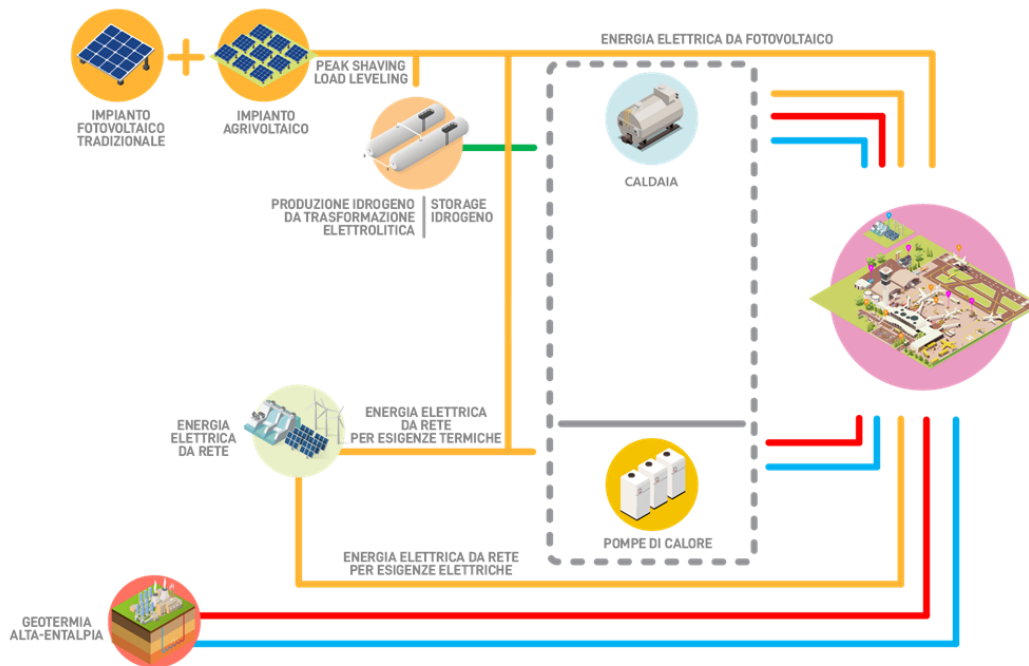 ENERGIA ELETTRICA DA FOTOVOLTAICO
PEAK SHAVING
LOAD LEVELING
IMPIANTO
FOTOVOLTAICO
TRADIZIONALE
IMPIANTO
AGRIVOLTAICO
CALDAIA
PRODUZIONE IDROGENO
DA TRASFORMAZIONE
ELETTROLITICA
STORAGE
IDROGENO
ENERGIA
ELETTRICA
DA RETE
ENERGIA ELETTRICA
DA RETE
PER ESIGENZE TERMICHE
POMPE DI CALORE
ENERGIA ELETTRICA DA RETE
PER ESIGENZE ELETTRICHE
GEOTERMIA
ALTA-ENTALPIA